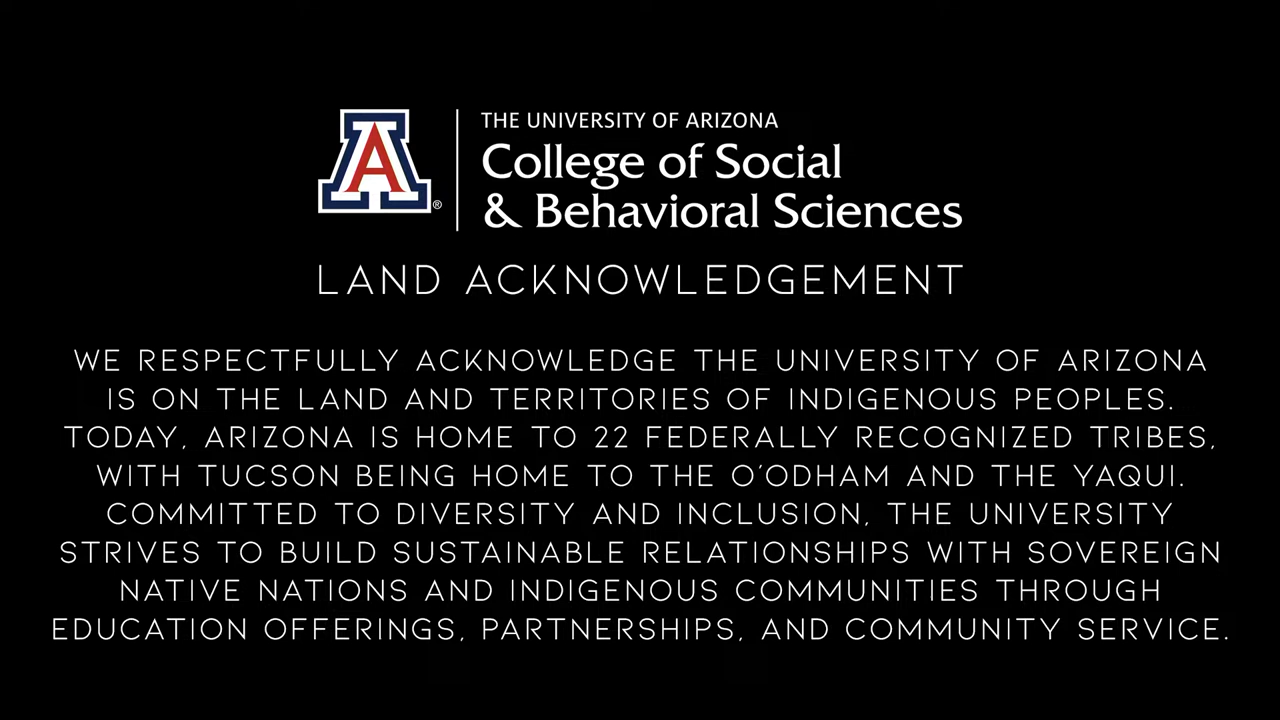 A®
THE UNIVERSITY OF ARIZONA
College of Social
& Behavioral Sciences
LAND ACKNOWLEDGEMENT
WE RESPECTFULLY ACKNOWLEDGE THE UNIVERSITY OF ARIZONA
IS ON THE LAND AND TERRITORIES OF INDIGENOUS PEOPLES.
TODAY, ARIZONA IS HOME TO 22 FEDERALLY RECOGNIZED TRIBES,
WITH TUCSON BEING HOME TO THE O'ODHAM AND THE YAQUI.
COMMITTED TO DIVERSITY AND INCLUSION, THE UNIVERSITY
STRIVES TO BUILD SUSTAINABLE RELATIONSHIPS WITH SOVEREIGN
NATIVE NATIONS AND INDIGENOUS COMMUNITIES THROUGH
EDUCATION OFFERINGS, PARTNERSHIPS, AND COMMUNITY SERVICE.